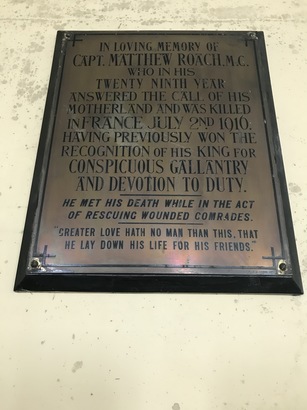 IN LOVING MEMORY OF
CAPT. MATTHEW ROACH, M.C.
WHO IN HIS
TWENTY NINTH YEAR
ANSWERED THE CALL OF HIS
MOTHERLAND AND WAS KILLED
IN FRANCE JULY 2ND 1916,
HAVING PREVIOUSLY WON THE
RECOGNITION OF HIS KING FOR
CONSPICUOUS GALLANTRY
AND DEVOTION TO DUTY.
HE MET HIS DEATH WHILE IN THE ACT
OF RESCUING WOUNDED COMRADES.
"GREATER LOVE HATH NO MAN THAN THIS, THAT
HE LAY DOWN HIS LIFE FOR HIS FRIENDS."